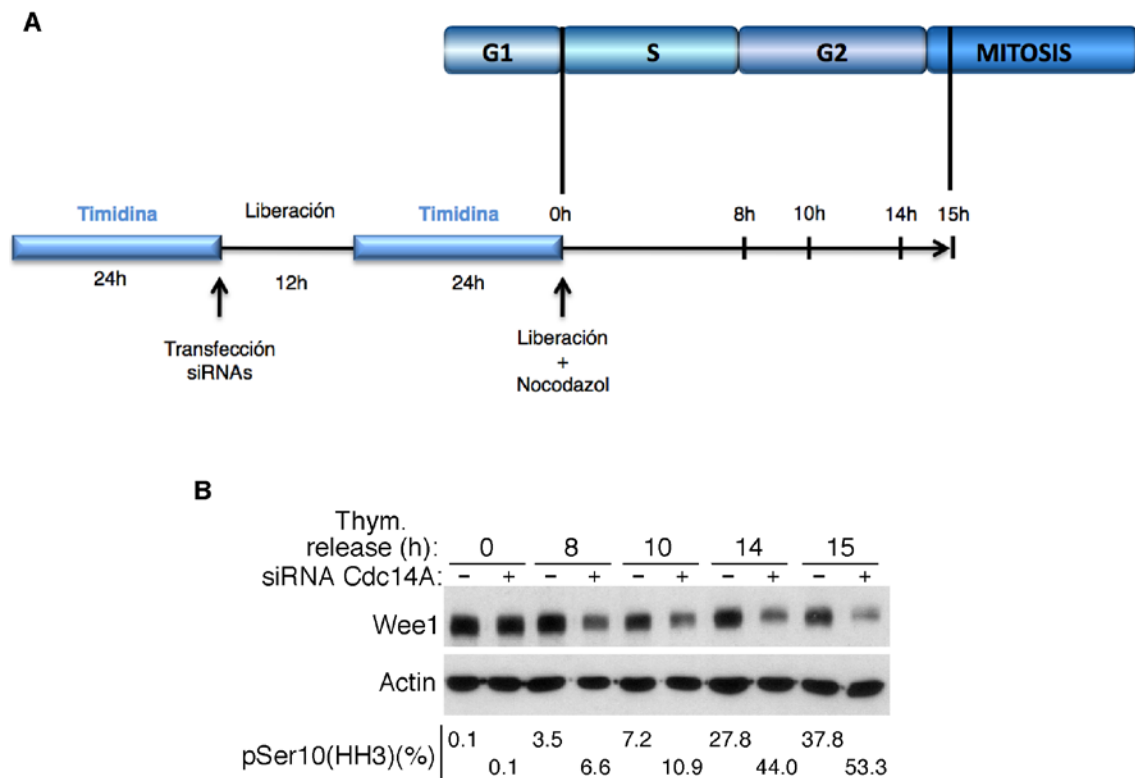 A
G1 S G2 MITOSIS
Timidina Liberación Timidina 0h 8h 10h 14h 15h
24h 12h 24h
Transfección
siRNAs
Liberación
+
Nocodazol
B
Thym.
release (h): 0 8 10 14 15
siRNA Cdc14A: – + – + – + – + – +
Wee1
Actin
pSer10(HH3)(%) 0.1 3.5 7.2 27.8 37.8
0.1 6.6 10.9 44.0 53.3